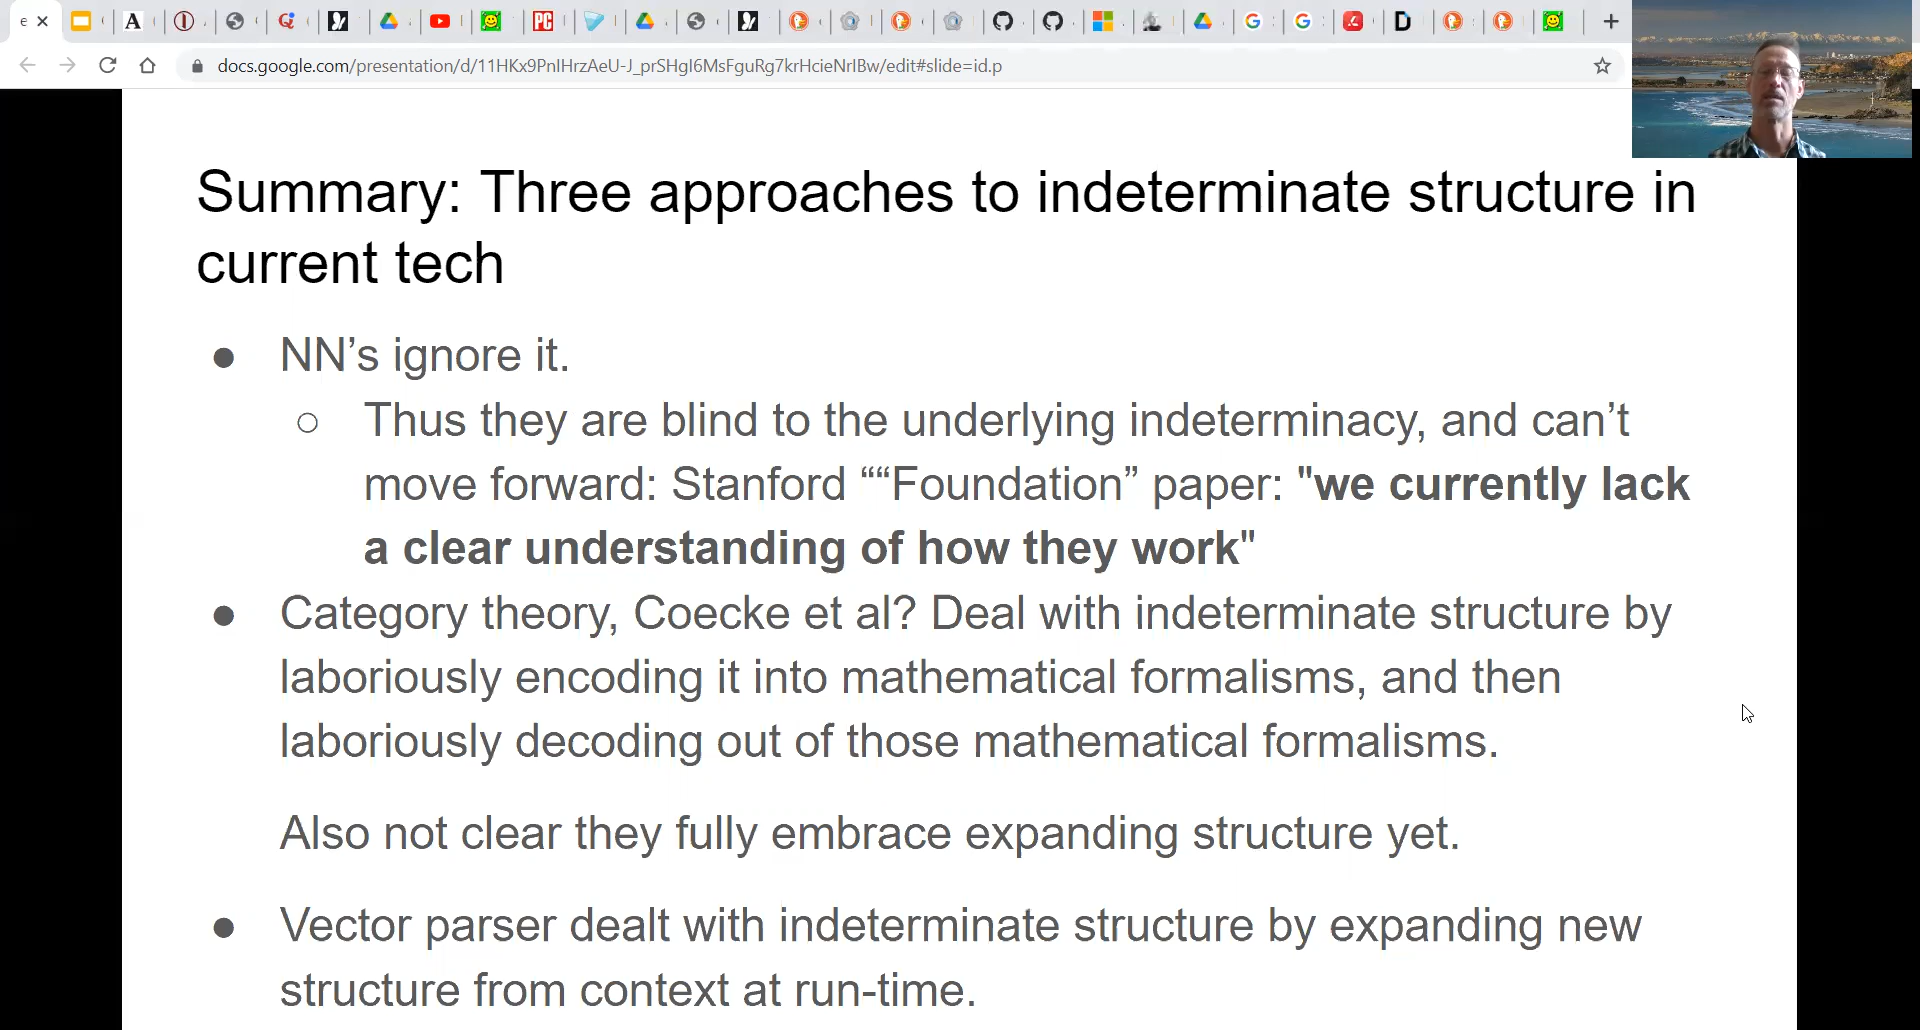 e
A
PC
D
G
G
docs.google.com/presentation/d/11HKx9PnIHrzAeU-J_prSHgI6MsFguRg7krHcieNrIBw/edit#slide=id.p
Summary: Three approaches to indeterminate structure in
current tech
● NN’s ignore it.
○ Thus they are blind to the underlying indeterminacy, and can’t
move forward: Stanford ““Foundation” paper: "we currently lack
a clear understanding of how they work"
● Category theory, Coecke et al? Deal with indeterminate structure by
laboriously encoding it into mathematical formalisms, and then
laboriously decoding out of those mathematical formalisms.
Also not clear they fully embrace expanding structure yet.
● Vector parser dealt with indeterminate structure by expanding new
structure from context at run-time.